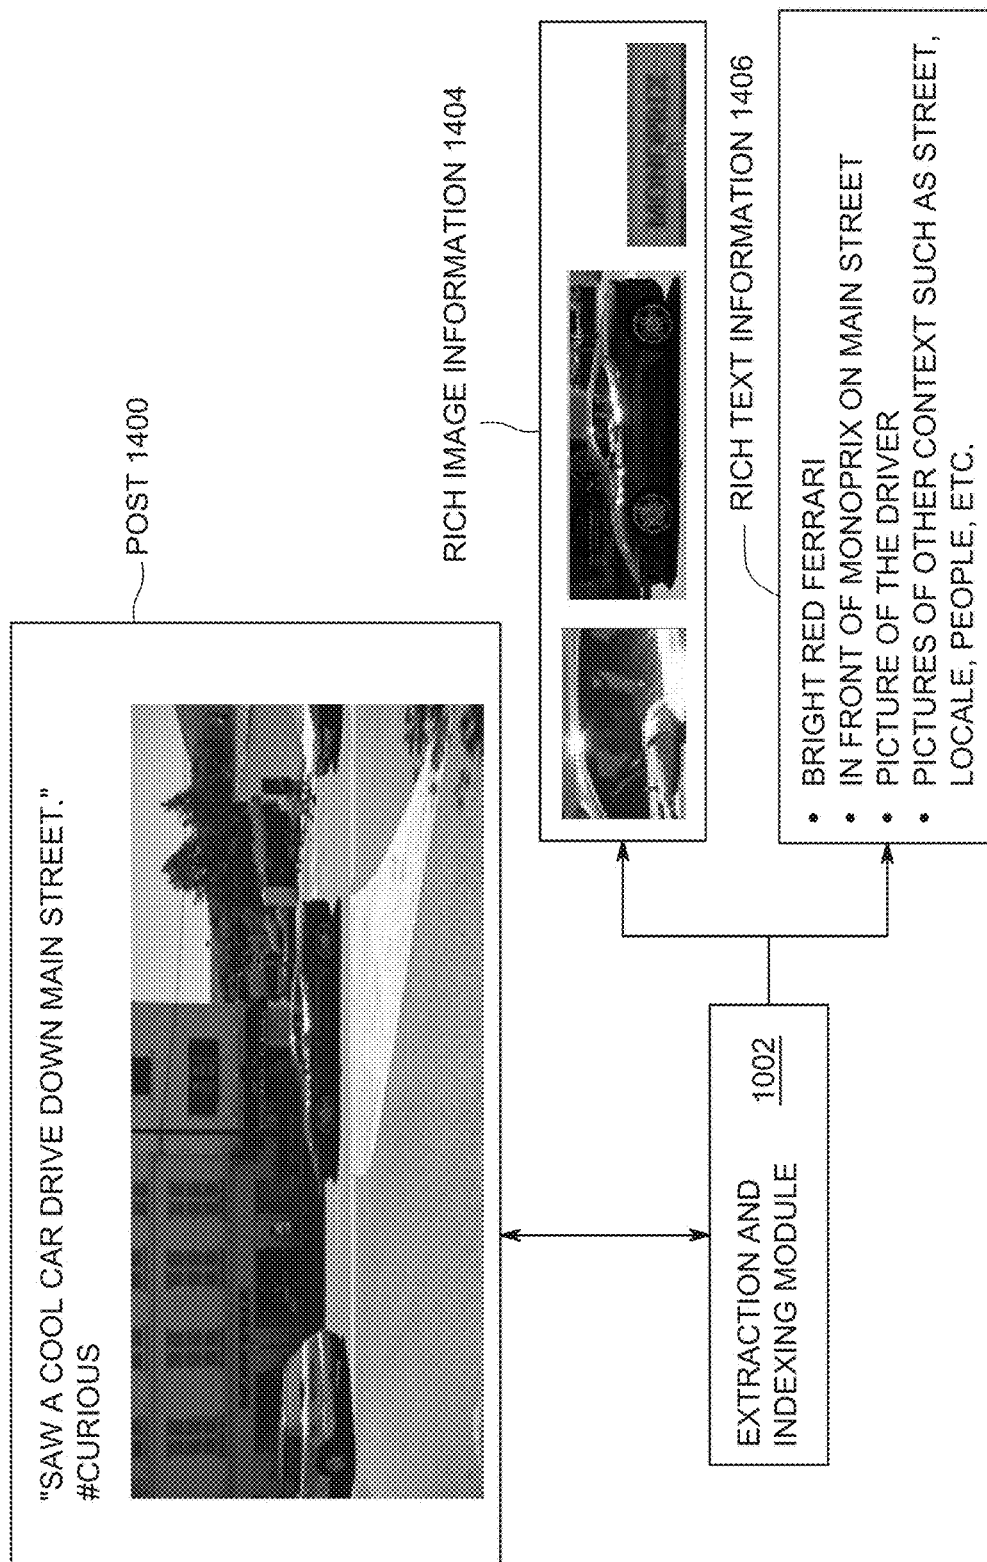 "SAW A COOL CAR DRIVE DOWN MAIN STREET."
#CURIOUS
POST 1400
EXTRACTION AND
INDEXING MODULE 1002
RICH IMAGE INFORMATION 1404
RICH TEXT INFORMATION 1406
• BRIGHT RED FERRARI
• IN FRONT OF MONOPRIX ON MAIN STREET
• PICTURE OF THE DRIVER
• PICTURES OF OTHER CONTEXT SUCH AS STREET,
LOCALE, PEOPLE, ETC.